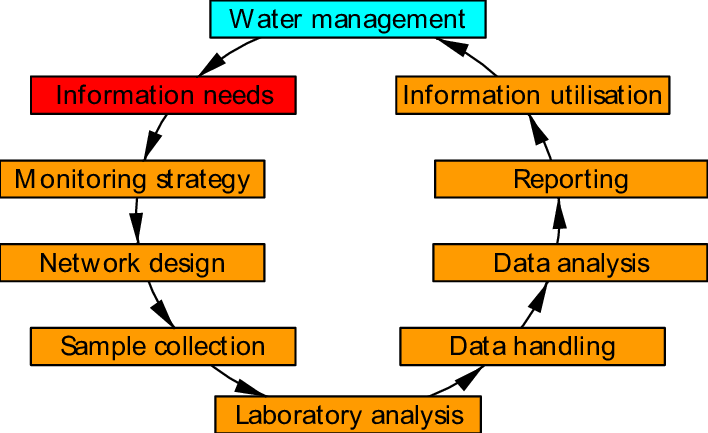 Water management
Information needs
Information utilisation
Monitoring strategy
Reporting
Network design
Data analysis
Sample collection
Data handling
Laboratory analysis